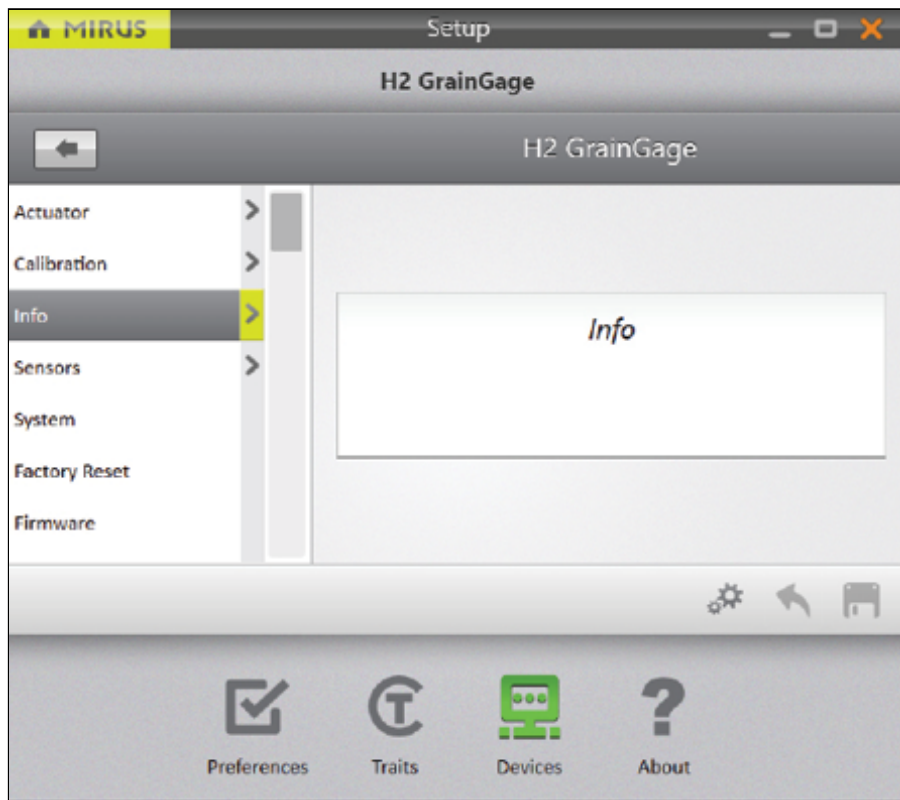 MIRUS
Setup
H2 GrainGage
H2 GrainGage
Actuator
Calibration
Info
Sensors
System
Factory Reset
Firmware
Info
Preferences
Traits
Devices
About